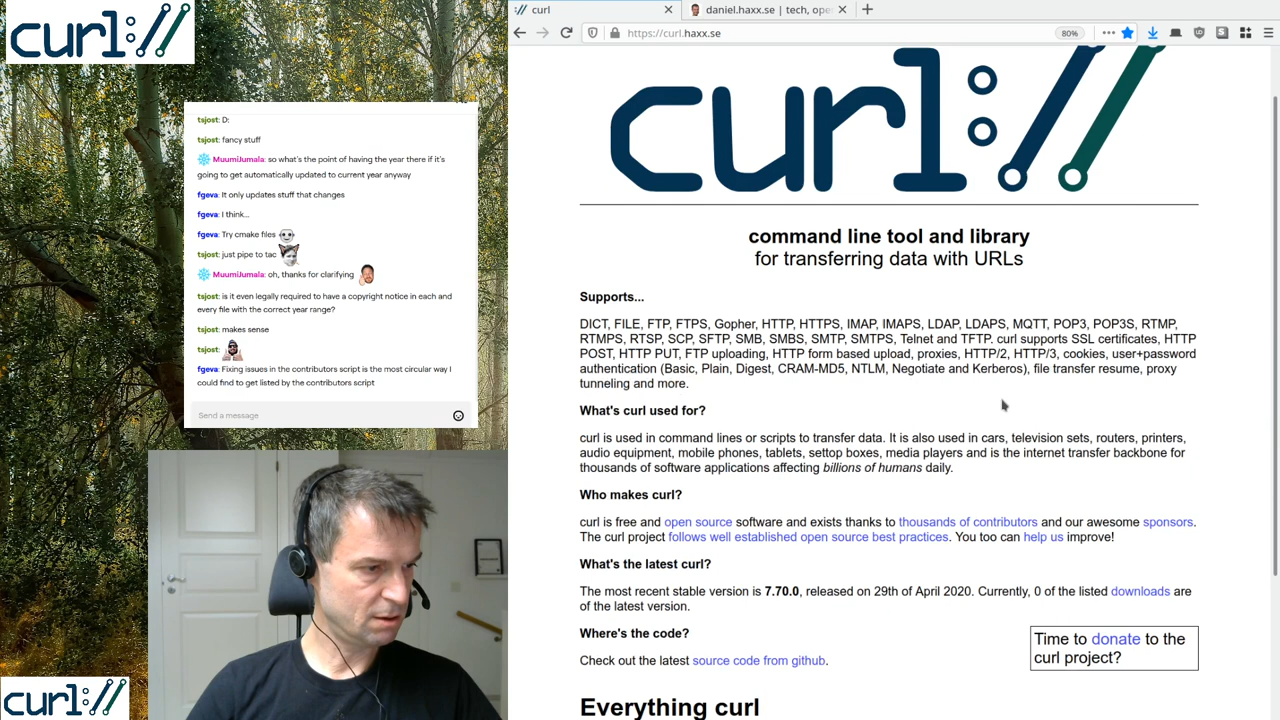 curl://
tsjost: D:
tsjost: fancy stuff
MuumiJumala: so what's the point of having the year there if it's
going to get automatically updated to current year anyway
fgeva: It only updates stuff that changes
fgeva: I think...
fgeva: Try cmake files
tsjost: just pipe to tac
MuumiJumala: oh, thanks for clarifying
tsjost: is it even legally required to have a copyright notice in each and
every file with the correct year range?
tsjost: makes sense
tsjost:
fgeva: Fixing issues in the contributors script is the most circular way I
could find to get listed by the contributors script
Send a message
curl://
curl
daniel.haxx.se | tech, ope
https://curl.haxx.se
80%
curl://
command line tool and library
for transferring data with URLs
Supports...
DICT, FILE, FTP, FTPS, Gopher, HTTP, HTTPS, IMAP, IMAPS, LDAP, LDAPS, MQTT, POP3, POP3S, RTMP,
RTMPS, RTSP, SCP, SFTP, SMB, SMBS, SMTP, SMTPS, Telnet and TFTP. curl supports SSL certificates, HTTP
POST, HTTP PUT, FTP uploading, HTTP form based upload, proxies, HTTP/2, HTTP/3, cookies, user+password
authentication (Basic, Plain, Digest, CRAM-MD5, NTLM, Negotiate and Kerberos), file transfer resume, proxy
tunneling and more.
What's curl used for?
curl is used in command lines or scripts to transfer data. It is also used in cars, television sets, routers, printers,
audio equipment, mobile phones, tablets, settop boxes, media players and is the internet transfer backbone for
thousands of software applications affecting billions of humans daily.
Who makes curl?
curl is free and open source software and exists thanks to thousands of contributors and our awesome sponsors.
The curl project follows well established open source best practices. You too can help us improve!
What's the latest curl?
The most recent stable version is 7.70.0, released on 29th of April 2020. Currently, 0 of the listed downloads are
of the latest version.
Where's the code?
Check out the latest source code from github.
Time to donate to the
curl project?
Everything curl